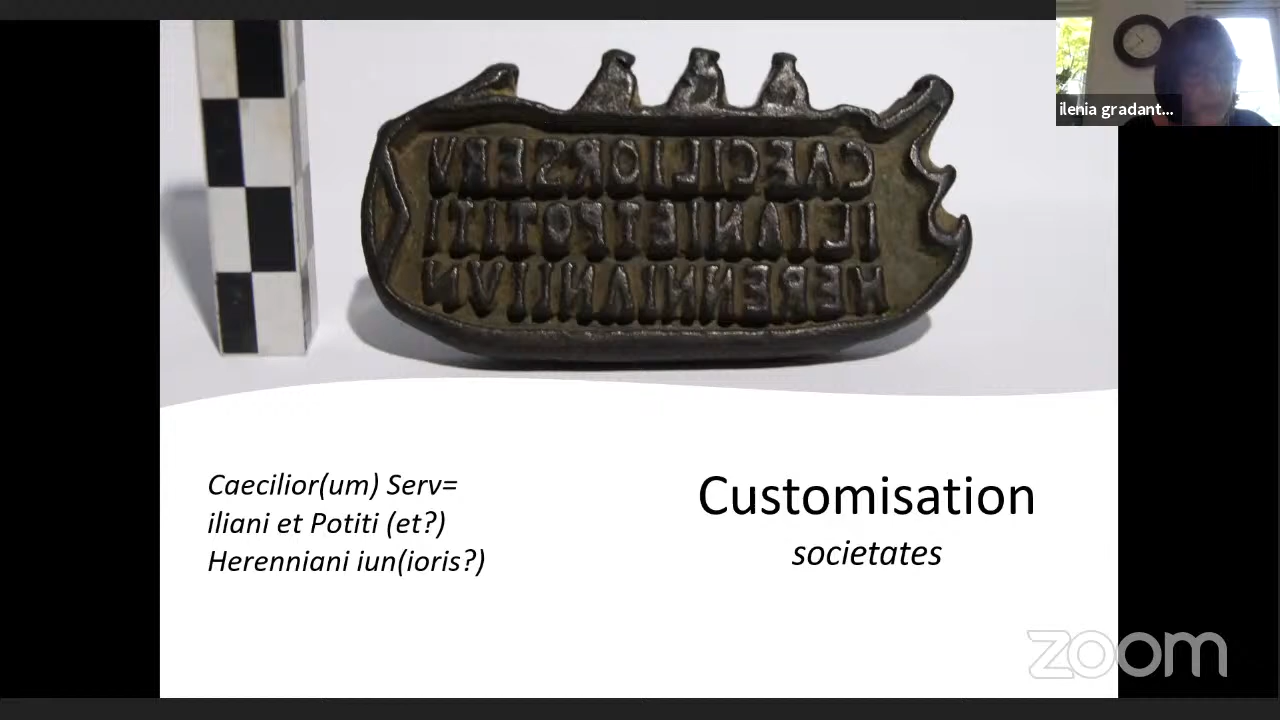 CAECILIORSERV
ILIANIETPOTITI
HERENNIANIIVN
ilenia gradant...
Caecilior(um) Serv=
iliani et Potiti (et?)
Herenniani iun(ioris?)
Customisation
societates
zoom